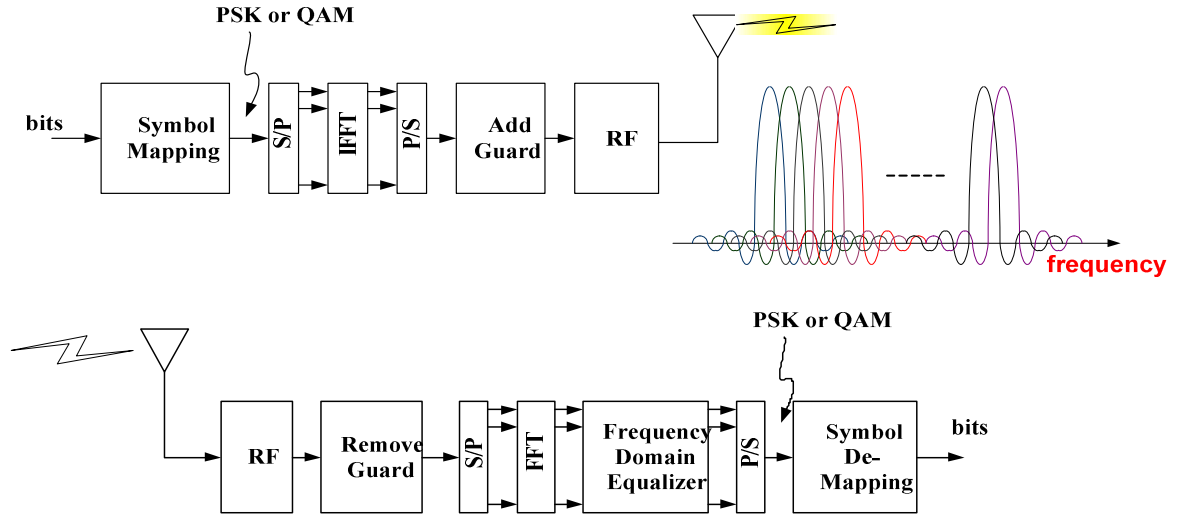 PSK or QAM
bits
Symbol
Mapping
S/P
IFFT
P/S
Add
Guard
RF
frequency
PSK or QAM
RF
Remove
Guard
S/P
FFT
Frequency
Domain
Equalizer
P/S
Symbol
De-
Mapping
bits